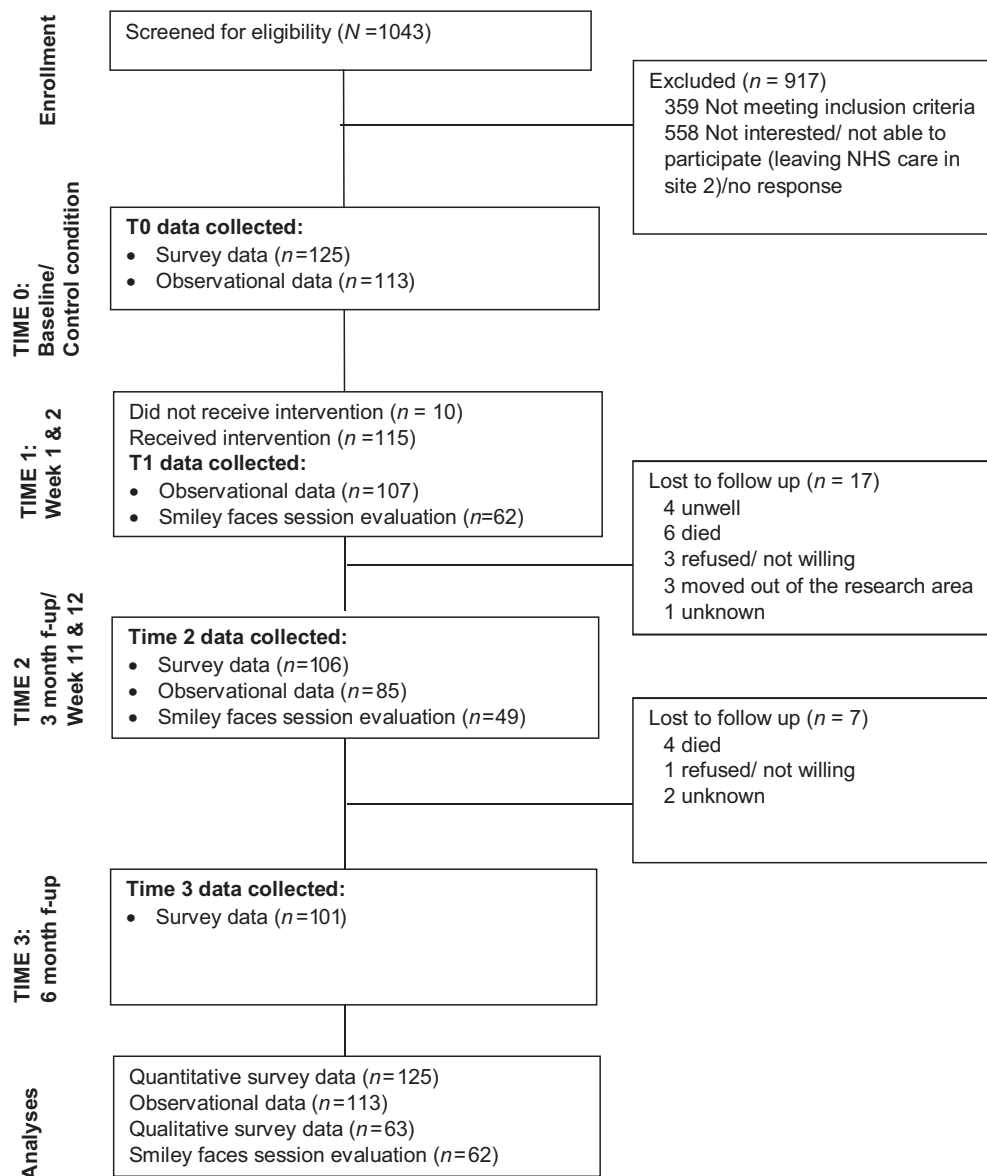 Enrollment
Screened for eligibility (N =1043)
Excluded (n = 917)
359 Not meeting inclusion criteria
558 Not interested/ not able to
participate (leaving NHS care in
site 2)/no response
TIME 0:
Baseline/
Control condition
T0 data collected:
• Survey data (n=125)
• Observational data (n=113)
TIME 1:
Week 1 & 2
Did not receive intervention (n = 10)
Received intervention (n =115)
T1 data collected:
• Observational data (n=107)
• Smiley faces session evaluation (n=62)
Lost to follow up (n = 17)
4 unwell
6 died
3 refused/ not willing
3 moved out of the research area
1 unknown
TIME 2
3 month f-up/
Week 11 & 12
Time 2 data collected:
• Survey data (n=106)
• Observational data (n=85)
• Smiley faces session evaluation (n=49)
Lost to follow up (n = 7)
4 died
1 refused/ not willing
2 unknown
TIME 3:
6 month f-up
Time 3 data collected:
• Survey data (n=101)
Analyses
Quantitative survey data (n=125)
Observational data (n=113)
Qualitative survey data (n=63)
Smiley faces session evaluation (n=62)